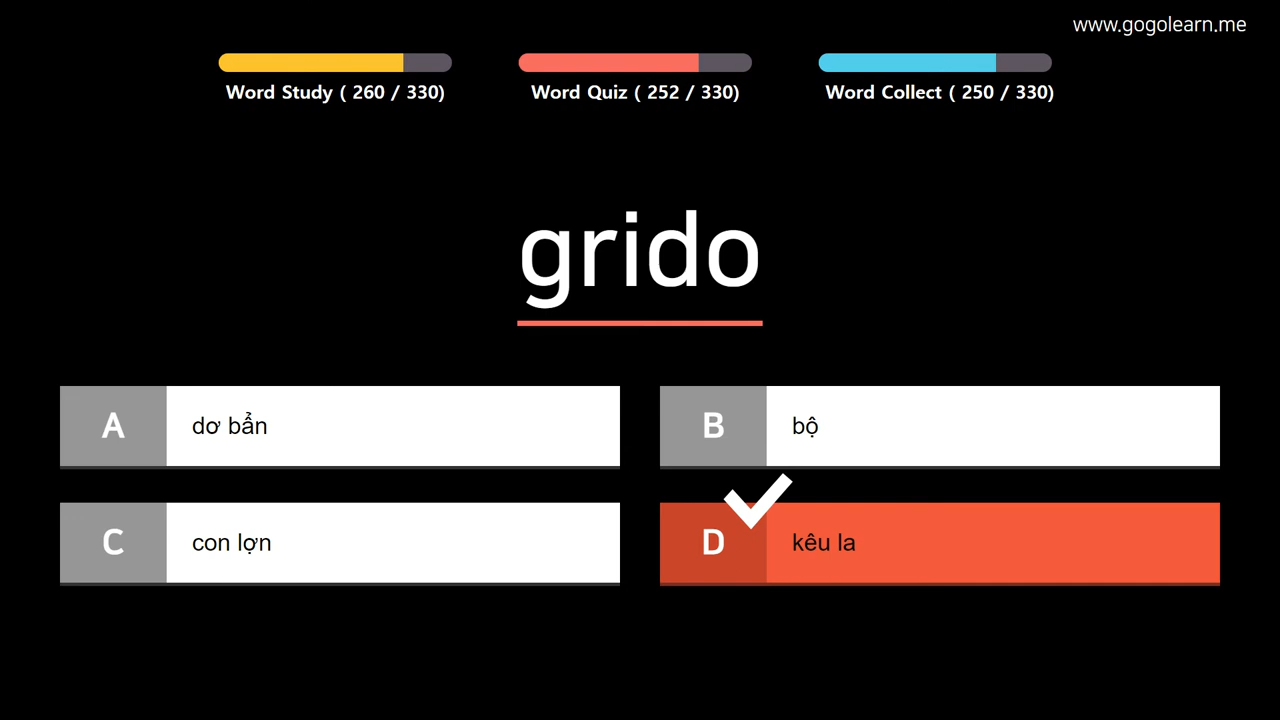 www.gogolearn.me
Word Study ( 260 / 330)
Word Quiz ( 252 / 330)
Word Collect ( 250 / 330)
grido
A
dơ bẩn
B
bộ
C
con lợn
D
kêu la